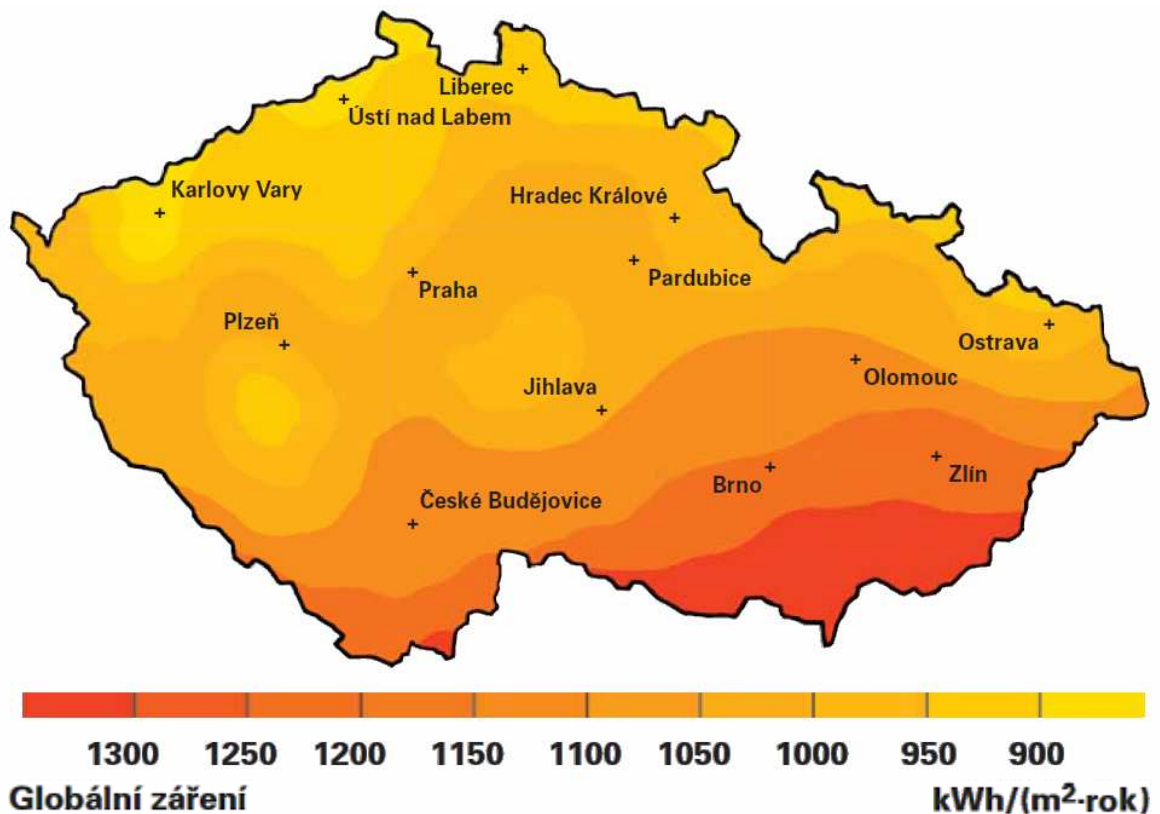 Liberec
Ústí nad Labem
Karlovy Vary
Hradec Králové
Praha
Pardubice
Plzeň
Ostrava
Olomouc
Jihlava
Brno
Zlín
České Budějovice
1300 1250 1200 1150 1100 1050 1000 950 900
Globální záření kWh/(m²·rok)